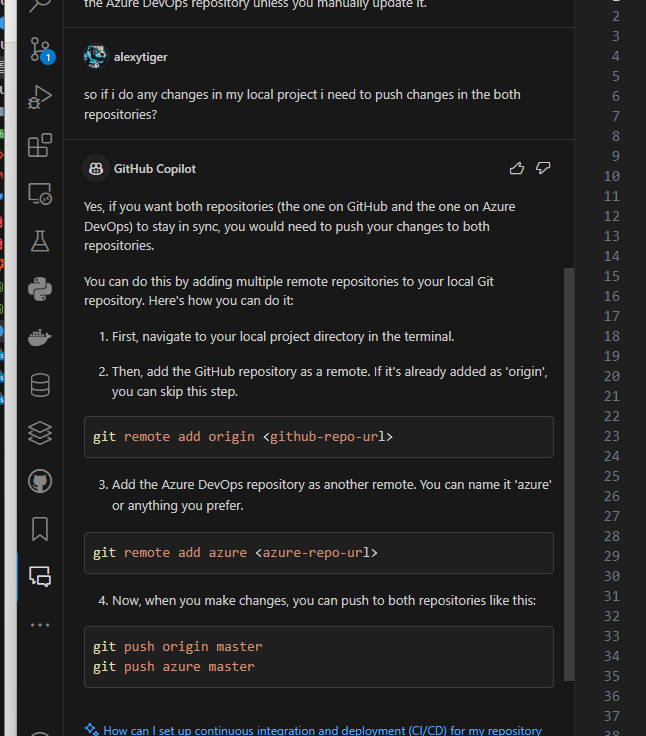 the Azure DevOps repository unless you manually update it.
1
alexytiger
so if i do any changes in my local project i need to push changes in the both
repositories?
GitHub Copilot
Yes, if you want both repositories (the one on GitHub and the one on Azure
DevOps) to stay in sync, you would need to push your changes to both
repositories.
You can do this by adding multiple remote repositories to your local Git
repository. Here's how you can do it:
1. First, navigate to your local project directory in the terminal.
2. Then, add the GitHub repository as a remote. If it's already added as 'origin',
you can skip this step.
git remote add origin <github-repo-url>
3. Add the Azure DevOps repository as another remote. You can name it 'azure'
or anything you prefer.
git remote add azure <azure-repo-url>
4. Now, when you make changes, you can push to both repositories like this:
git push origin master
git push azure master
How can I set up continuous integration and deployment (CI/CD) for my repository
2
3
4
5
6
7
8
9
10
11
12
13
14
15
16
17
18
19
20
21
22
23
24
25
26
27
28
29
30
31
32
33
34
35
36
37
38